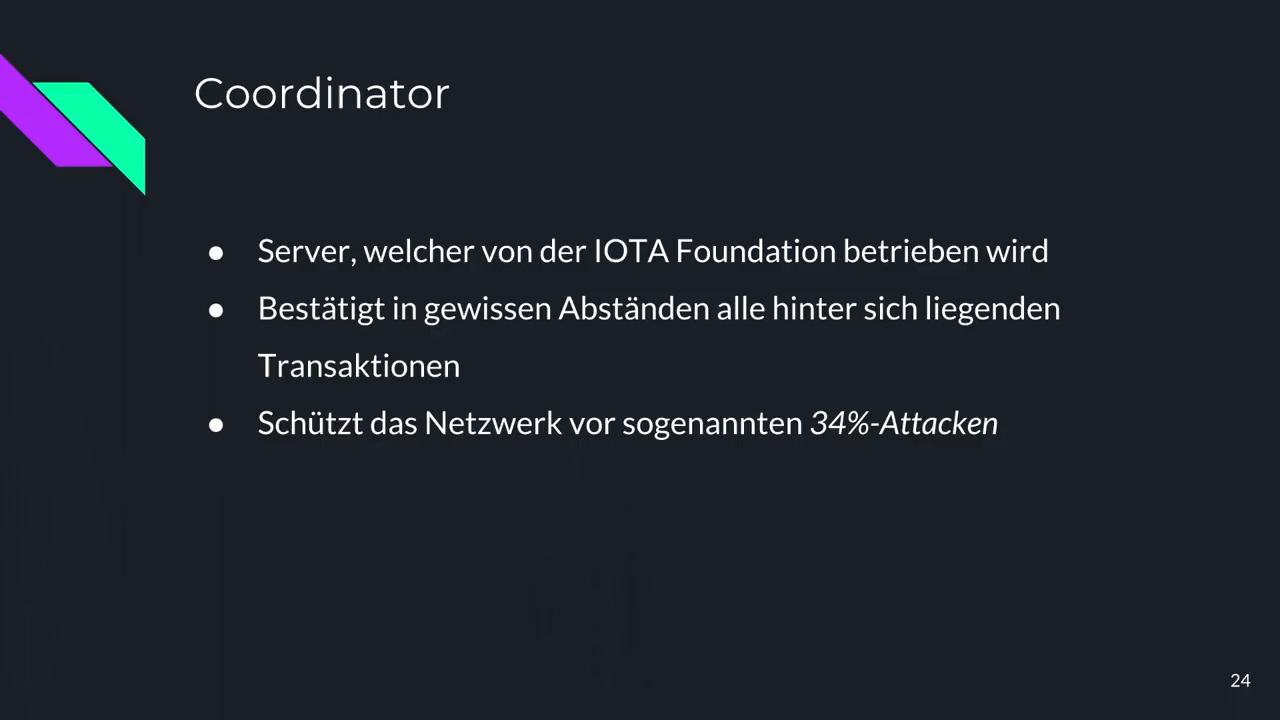 Coordinator
● Server, welcher von der IOTA Foundation betrieben wird
● Bestätigt in gewissen Abständen alle hinter sich liegenden
Transaktionen
● Schützt das Netzwerk vor sogenannten 34%-Attacken
24